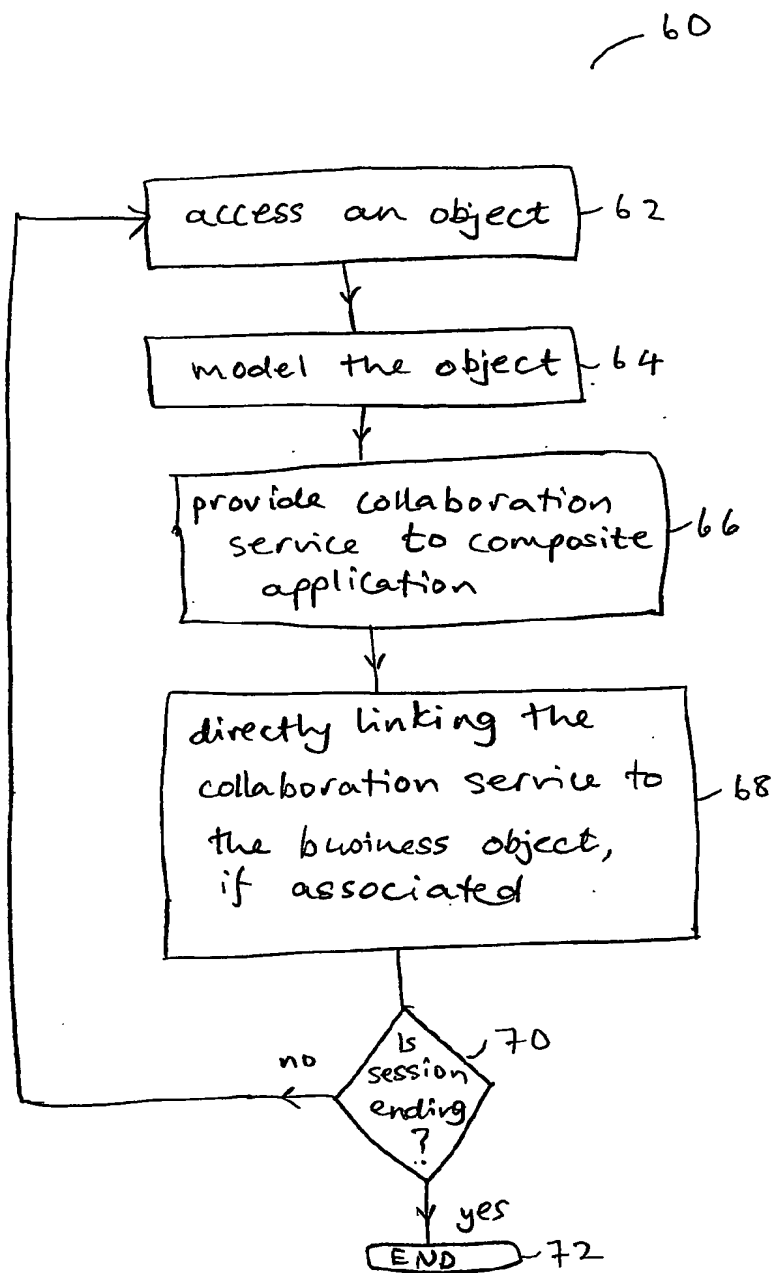 60
access an object
62
model the object
64
provide collaboration
service to composite
application
66
directly linking the
collaboration service to
the business object,
if associated
68
Is
session
ending
?
70
no
yes
END
72